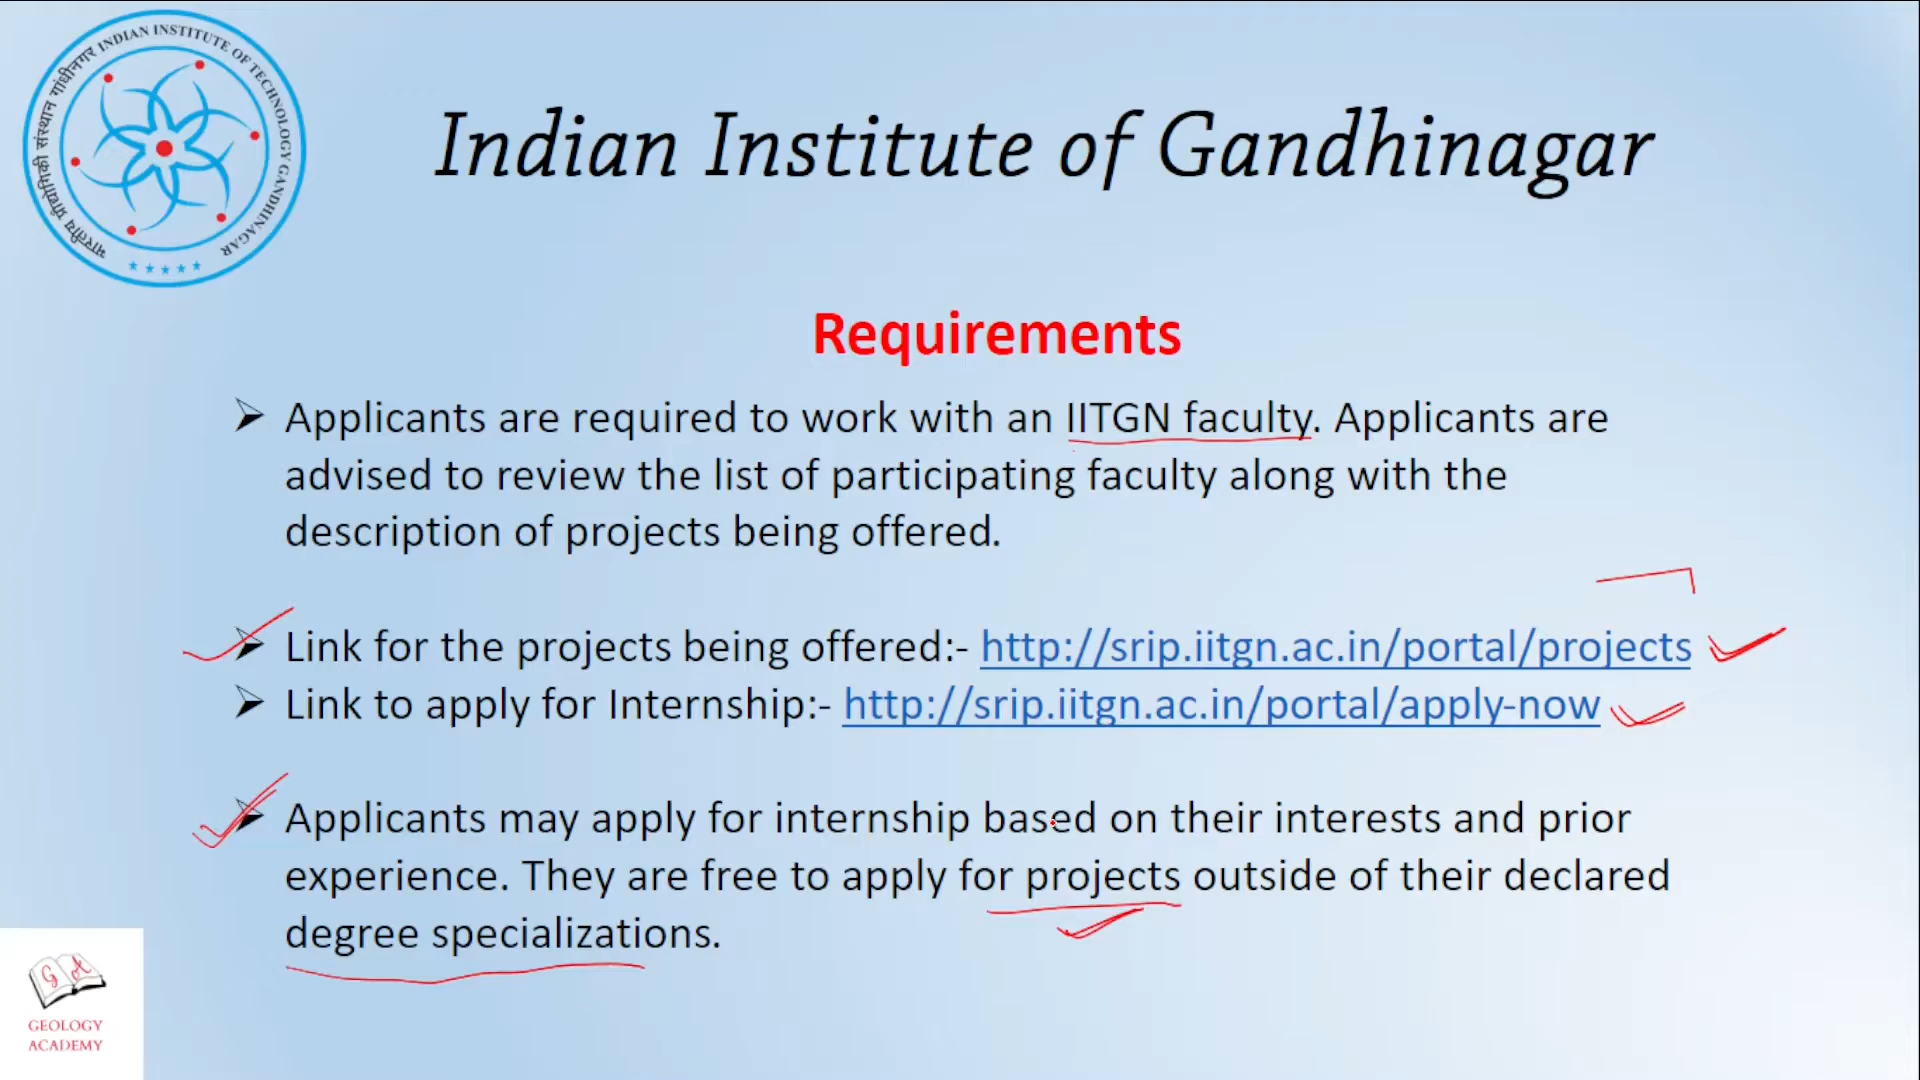 INDIAN INSTITUTE OF TECHNOLOGY GANDHINAGAR
भारतीय प्रौद्योगिकी संस्थान गांधीनगर
Indian Institute of Gandhinagar
Requirements
Applicants are required to work with an IITGN faculty. Applicants are
advised to review the list of participating faculty along with the
description of projects being offered.
Link for the projects being offered:- http://srip.iitgn.ac.in/portal/projects
Link to apply for Internship:- http://srip.iitgn.ac.in/portal/apply-now
Applicants may apply for internship based on their interests and prior
experience. They are free to apply for projects outside of their declared
degree specializations.
G A
GEOLOGY
ACADEMY